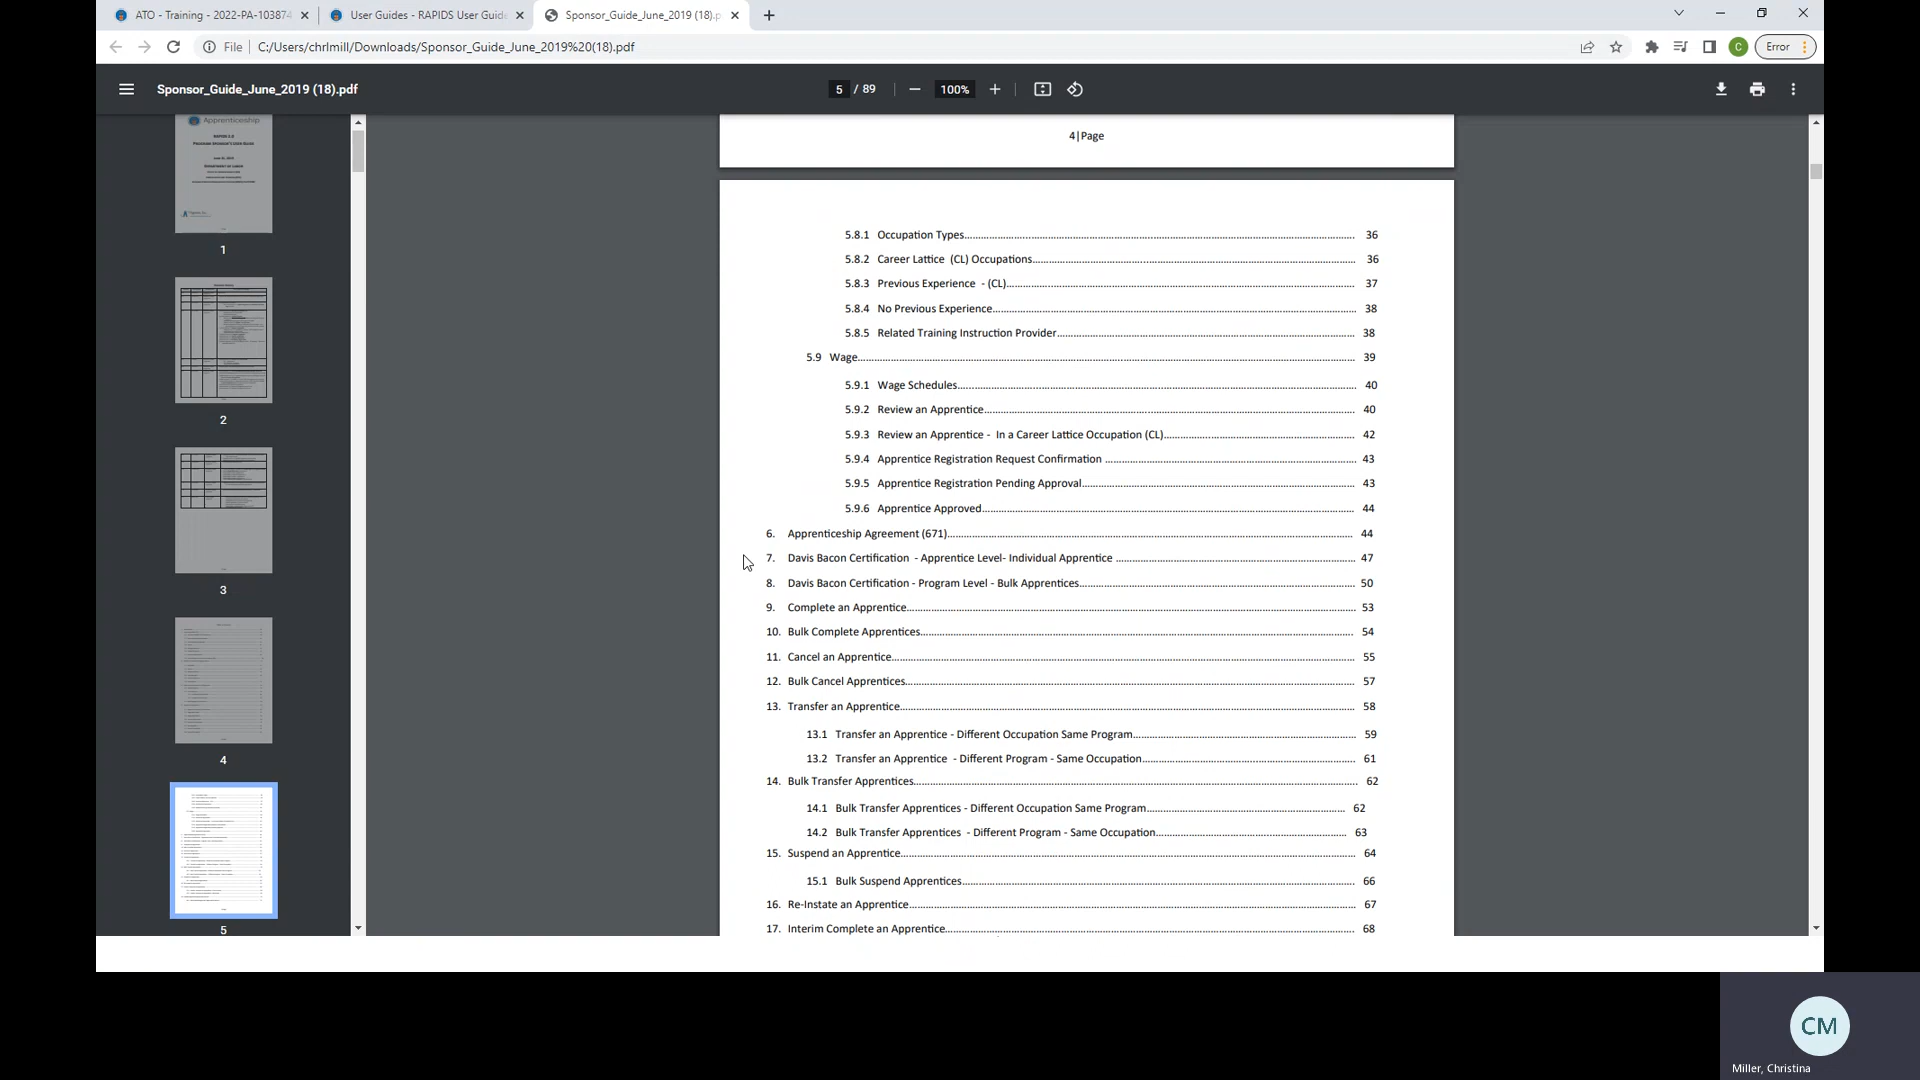 ATO - Training - 2022-PA-103874
User Guides - RAPIDS User Guide
Sponsor_Guide_June_2019 (18).p
File
C:/Users/chrlmill/Downloads/Sponsor_Guide_June_2019%20(18).pdf
C
Error
Sponsor_Guide_June_2019 (18).pdf
5 / 89
100%
Apprenticeship
1
2
3
4
5
4|Page
5.8.1 Occupation Types 36
5.8.2 Career Lattice (CL) Occupations 36
5.8.3 Previous Experience - (CL) 37
5.8.4 No Previous Experience 38
5.8.5 Related Training Instruction Provider 38
5.9 Wage 39
5.9.1 Wage Schedules 40
5.9.2 Review an Apprentice 40
5.9.3 Review an Apprentice - In a Career Lattice Occupation (CL) 42
5.9.4 Apprentice Registration Request Confirmation 43
5.9.5 Apprentice Registration Pending Approval 43
5.9.6 Apprentice Approved 44
6. Apprenticeship Agreement (671) 44
7. Davis Bacon Certification - Apprentice Level- Individual Apprentice 47
8. Davis Bacon Certification - Program Level - Bulk Apprentices 50
9. Complete an Apprentice 53
10. Bulk Complete Apprentices 54
11. Cancel an Apprentice 55
12. Bulk Cancel Apprentices 57
13. Transfer an Apprentice 58
13.1 Transfer an Apprentice - Different Occupation Same Program 59
13.2 Transfer an Apprentice - Different Program - Same Occupation 61
14. Bulk Transfer Apprentices 62
14.1 Bulk Transfer Apprentices - Different Occupation Same Program 62
14.2 Bulk Transfer Apprentices - Different Program - Same Occupation 63
15. Suspend an Apprentice 64
15.1 Bulk Suspend Apprentices 66
16. Re-Instate an Apprentice 67
17. Interim Complete an Apprentice 68
CM
Miller, Christina